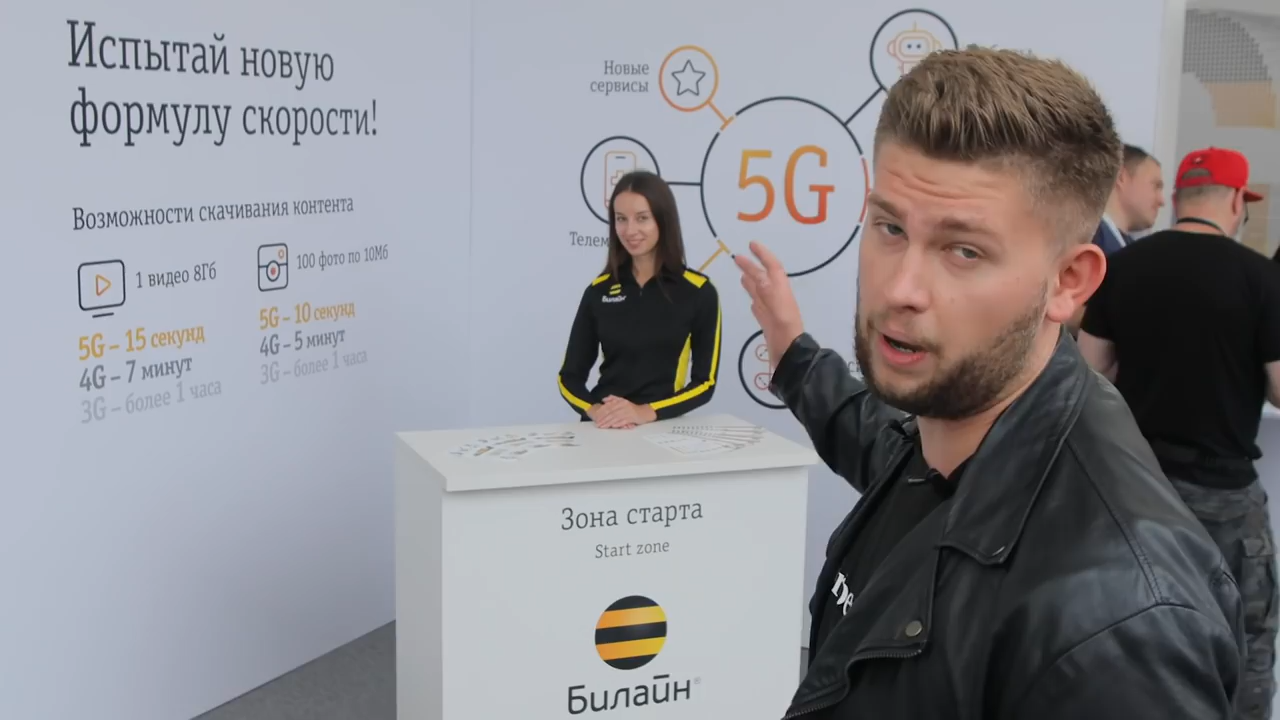 Испытай новую
формулу скорости!
Возможности скачивания контента
1 видео 8Гб
5G – 15 секунд
4G – 7 минут
3G – более 1 часа
100 фото по 10Мб
5G – 10 секунд
4G – 5 минут
3G – более 1 часа
Новые
сервисы
5G
Билайн
Зона старта
Start zone
Билайн